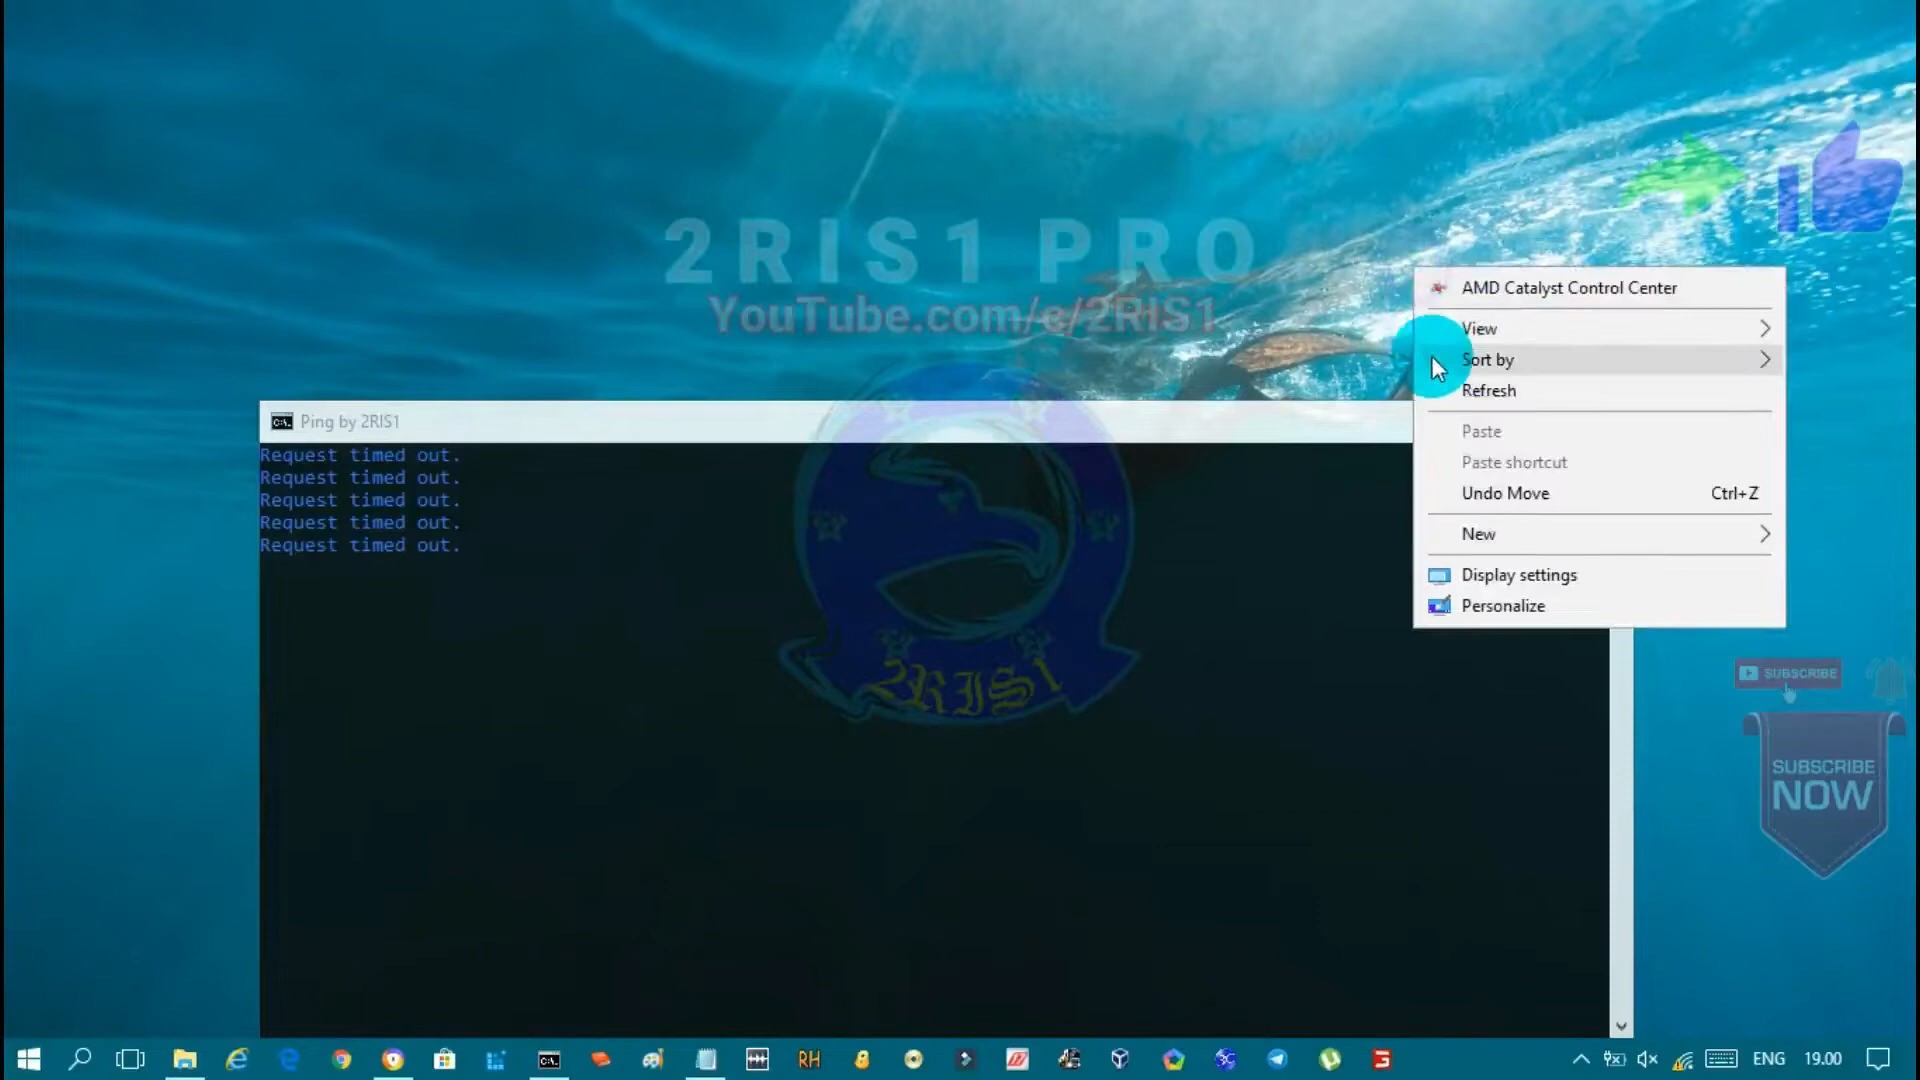 2RIS1 PRO
YouTube.com/c/2RIS1
AMD Catalyst Control Center
View
Sort by
Refresh
Paste
Paste shortcut
Undo Move Ctrl+Z
New
Display settings
Personalize
Ping by 2RIS1
Request timed out.
Request timed out.
Request timed out.
Request timed out.
Request timed out.
2RIS1
SUBSCRIBE
SUBSCRIBE
NOW
RH
ENG 19.00